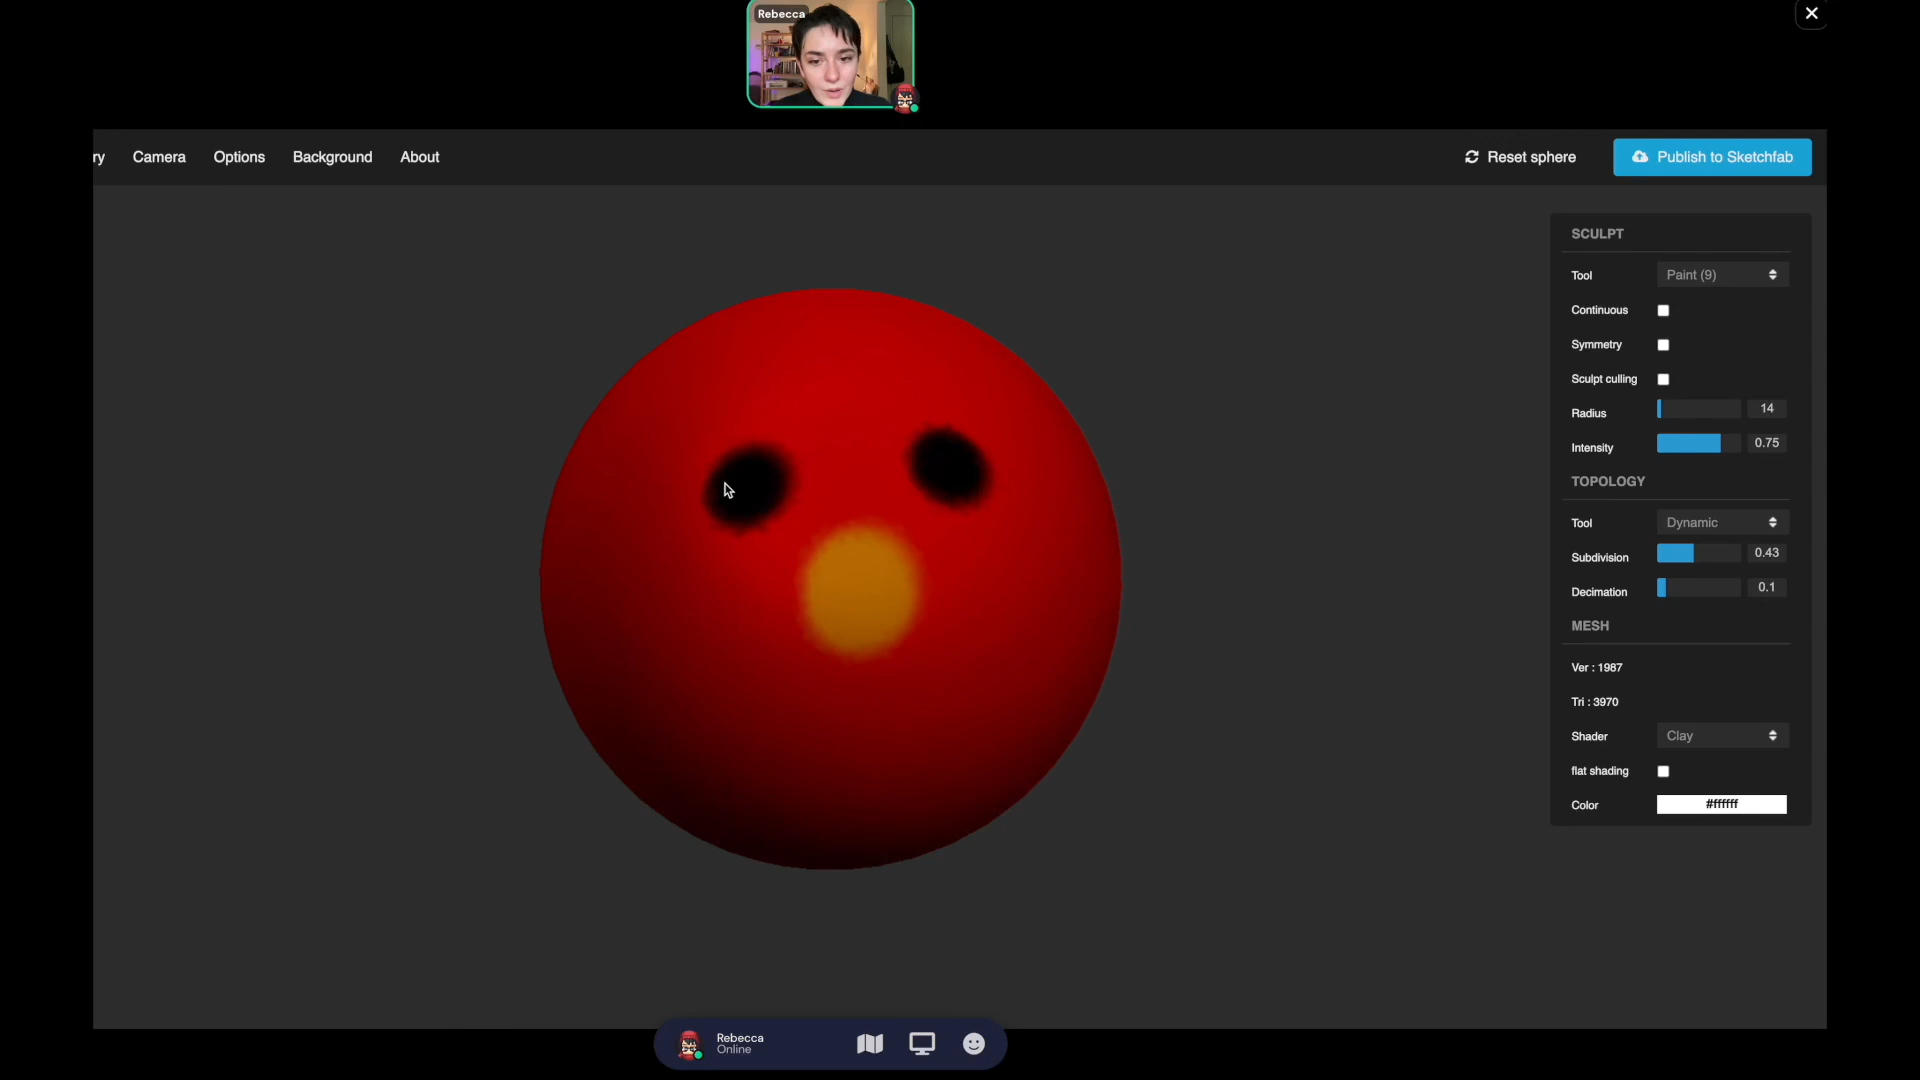 Rebecca
ry Camera Options Background About
Reset sphere
Publish to Sketchfab
SCULPT
Tool Paint (9)
Continuous
Symmetry
Sculpt culling
Radius 14
Intensity 0.75
TOPOLOGY
Tool Dynamic
Subdivision 0.43
Decimation 0.1
MESH
Ver : 1987
Tri : 3970
Shader Clay
flat shading
Color #ffffff
Rebecca
Online